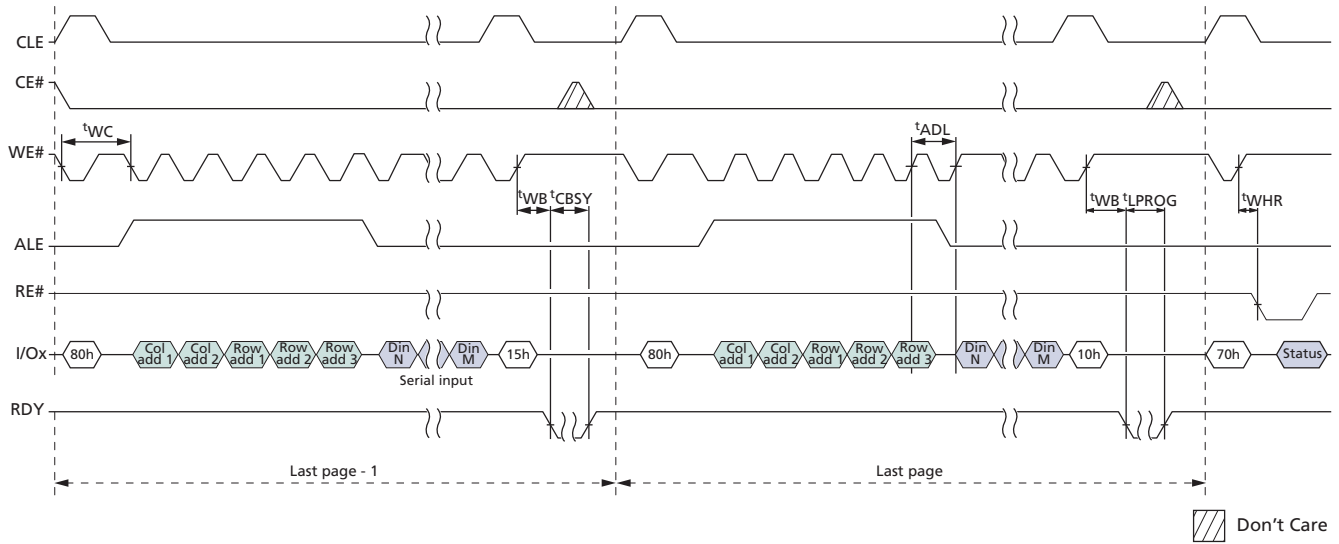 CLE
CE#
tWC
tADL
WE#
tWB tCBSY
tWB tLPROG
tWHR
ALE
RE#
I/Ox
80h
Col add 1
Col add 2
Row add 1
Row add 2
Row add 3
Din N
Din M
15h
80h
Col add 1
Col add 2
Row add 1
Row add 2
Row add 3
Din N
Din M
10h
70h
Status
Serial input
RDY
Last page - 1
Last page
Don't Care